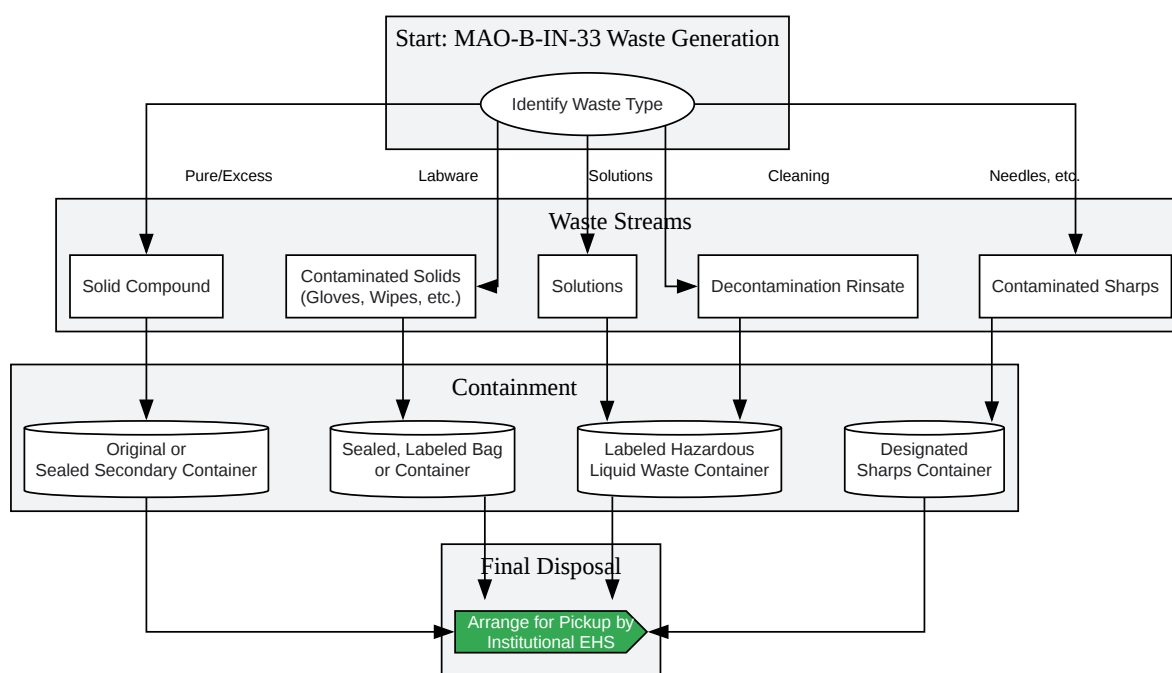 Start: MAO-B-IN-33 Waste Generation
Identify Waste Type
Pure/Excess
Labware
Solutions
Cleaning
Needles, etc.
Waste Streams
Solid Compound
Contaminated Solids
(Gloves, Wipes, etc.)
Solutions
Decontamination Rinsate
Contaminated Sharps
Containment
Original or
Sealed Secondary Container
Sealed, Labeled Bag
or Container
Labeled Hazardous
Liquid Waste Container
Designated
Sharps Container
Final Disposal
Arrange for Pickup by
Institutional EHS